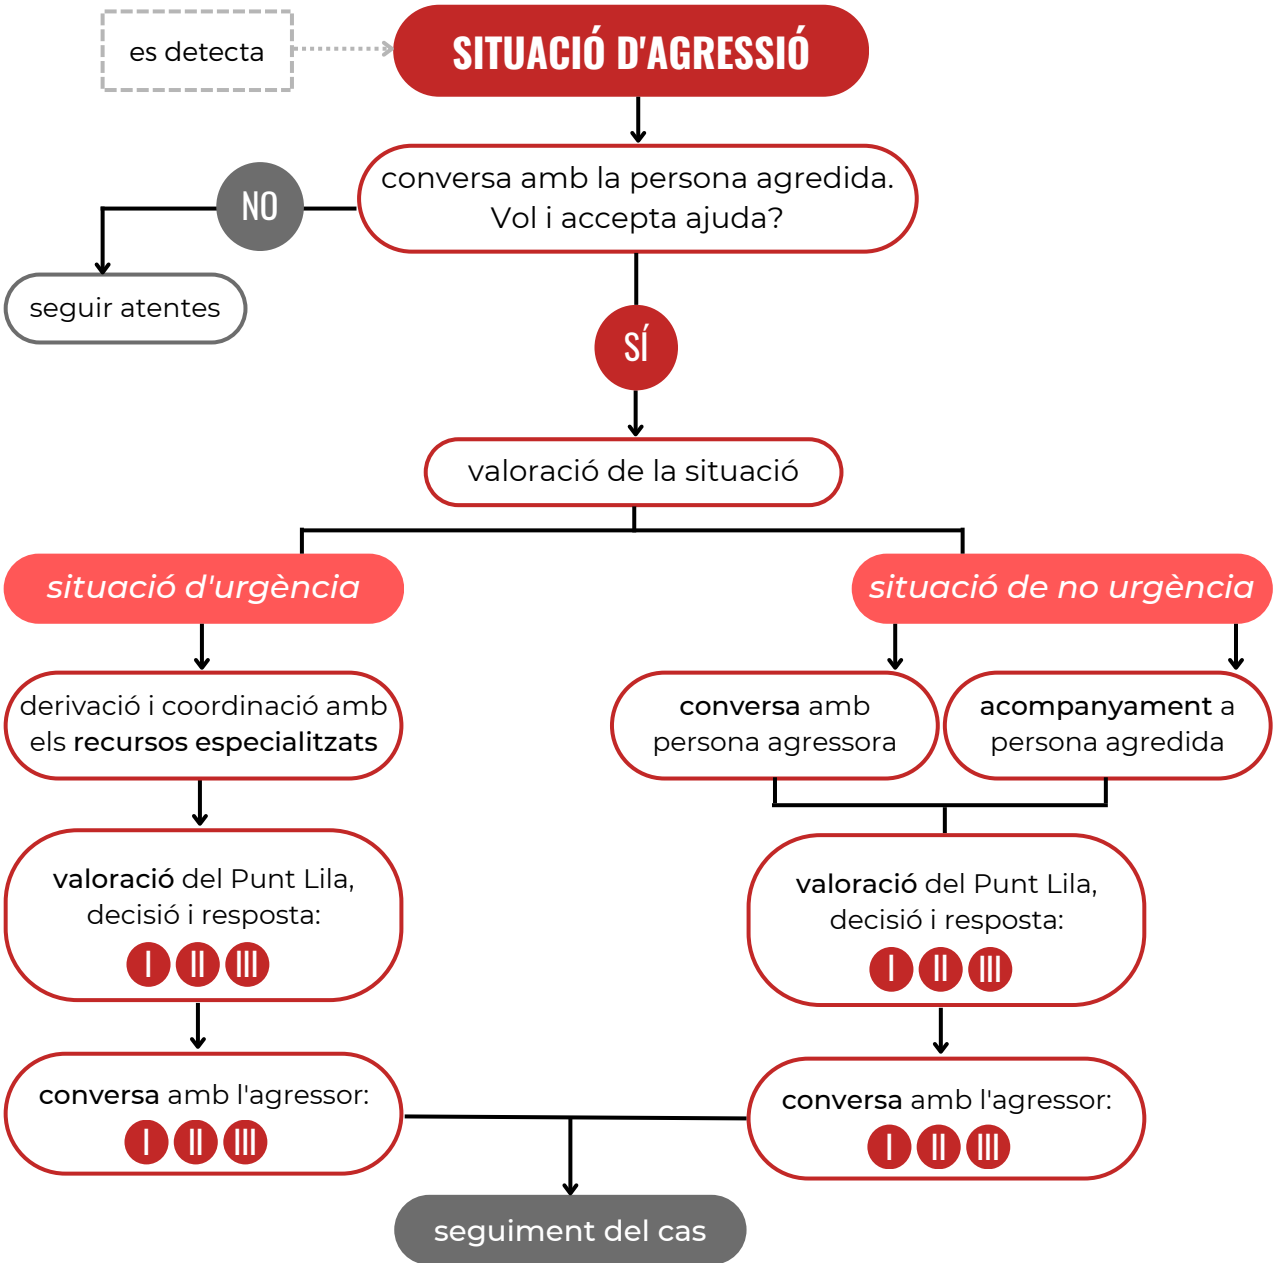 es detecta
SITUACIÓ D'AGRESSIÓ
conversa amb la persona agredida.
Vol i accepta ajuda?
NO
seguir atentes
SÍ
valoració de la situació
situació d'urgència
situació de no urgència
derivació i coordinació amb
els recursos especialitzats
conversa amb
persona agressora
acompanyament a
persona agredida
valoració del Punt Lila,
decisió i resposta:
I II III
valoració del Punt Lila,
decisió i resposta:
I II III
conversa amb l'agressor:
I II III
conversa amb l'agressor:
I II III
seguiment del cas